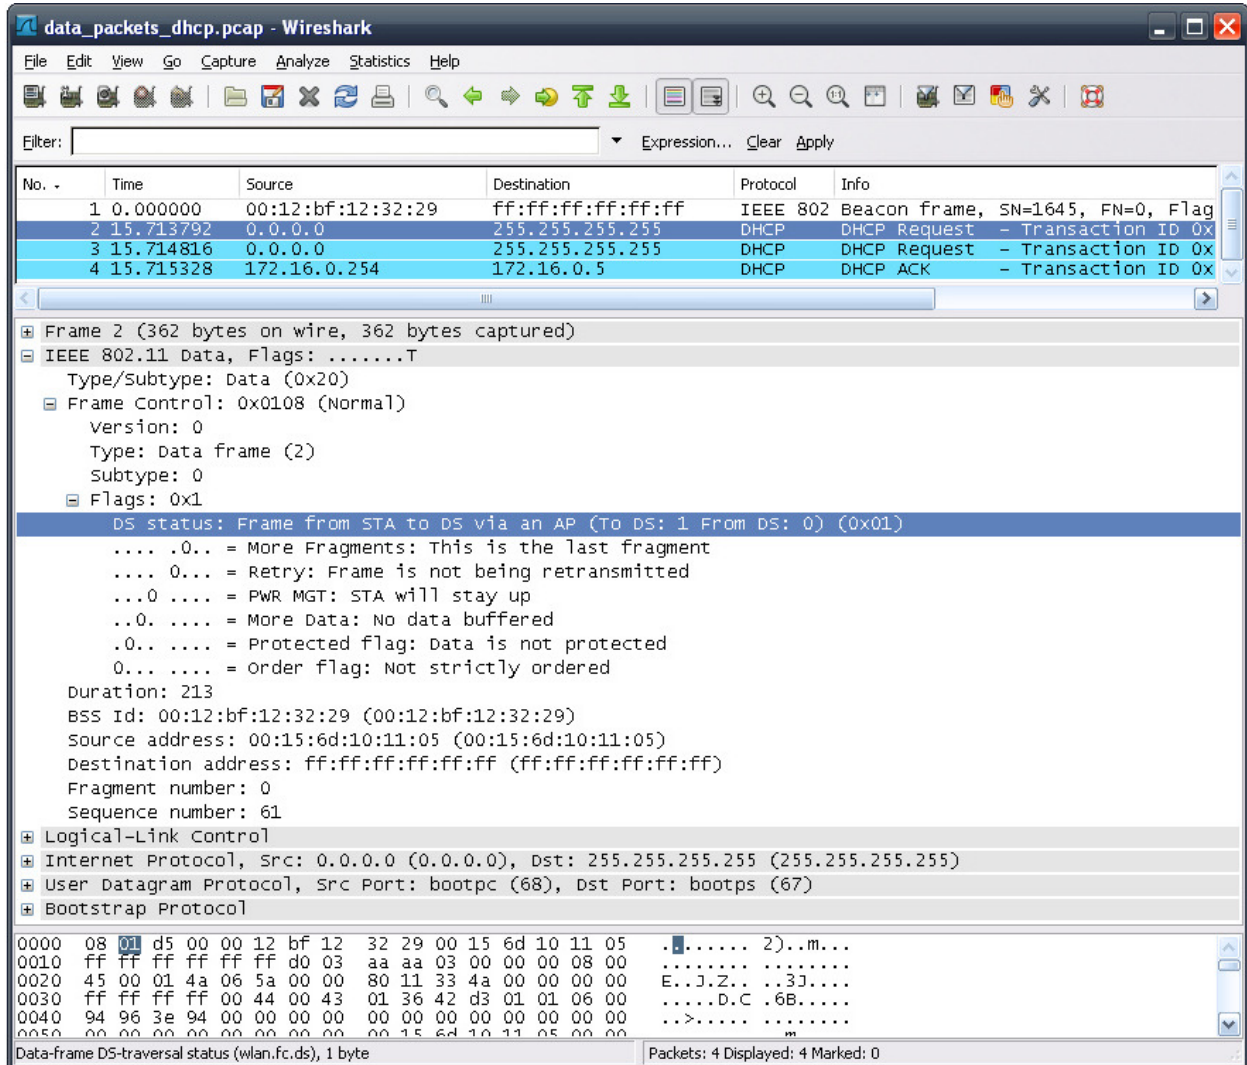 data_packets_dhcp.pcap - Wireshark
File Edit View Go Capture Analyze Statistics Help
Filter: Expression... Clear Apply
No. Time Source Destination Protocol Info
1 0.000000 00:12:bf:12:32:29 ff:ff:ff:ff:ff:ff IEEE 802 Beacon frame, SN=1645, FN=0, Flag
2 15.713792 0.0.0.0 255.255.255.255 DHCP DHCP Request - Transaction ID 0x
3 15.714816 0.0.0.0 255.255.255.255 DHCP DHCP Request - Transaction ID 0x
4 15.715328 172.16.0.254 172.16.0.5 DHCP DHCP ACK - Transaction ID 0x
Frame 2 (362 bytes on wire, 362 bytes captured)
IEEE 802.11 Data, Flags: .......T
Type/Subtype: Data (0x20)
Frame Control: 0x0108 (Normal)
Version: 0
Type: Data frame (2)
Subtype: 0
Flags: 0x1
DS status: Frame from STA to DS via an AP (To DS: 1 From DS: 0) (0x01)
.... .0.. = More Fragments: This is the last fragment
.... 0... = Retry: Frame is not being retransmitted
...0 .... = PWR MGT: STA will stay up
..0. .... = More Data: No data buffered
.0.. .... = Protected flag: Data is not protected
0... .... = Order flag: Not strictly ordered
Duration: 213
BSS Id: 00:12:bf:12:32:29 (00:12:bf:12:32:29)
Source address: 00:15:6d:10:11:05 (00:15:6d:10:11:05)
Destination address: ff:ff:ff:ff:ff:ff (ff:ff:ff:ff:ff:ff)
Fragment number: 0
Sequence number: 61
Logical-Link Control
Internet Protocol, Src: 0.0.0.0 (0.0.0.0), Dst: 255.255.255.255 (255.255.255.255)
User Datagram Protocol, Src Port: bootpc (68), Dst Port: bootps (67)
Bootstrap Protocol
0000 08 01 d5 00 00 12 bf 12 32 29 00 15 6d 10 11 05 ........ 2)..m...
0010 ff ff ff ff ff ff d0 03 aa aa 03 00 00 00 08 00 ........ ........
0020 45 00 01 4a 06 5a 00 00 80 11 33 4a 00 00 00 00 E..J.Z.. ..3J....
0030 ff ff ff ff 00 44 00 43 01 36 42 d3 01 01 06 00 .....D.C .6B.....
0040 94 96 3e 94 00 00 00 00 00 00 00 00 00 00 00 00 ..>..... ........
0050 00 00 00 00 00 00 00 00 00 15 6d 10 11 05 00 00
Data-frame DS-traversal status (wlan.fc.ds), 1 byte Packets: 4 Displayed: 4 Marked: 0